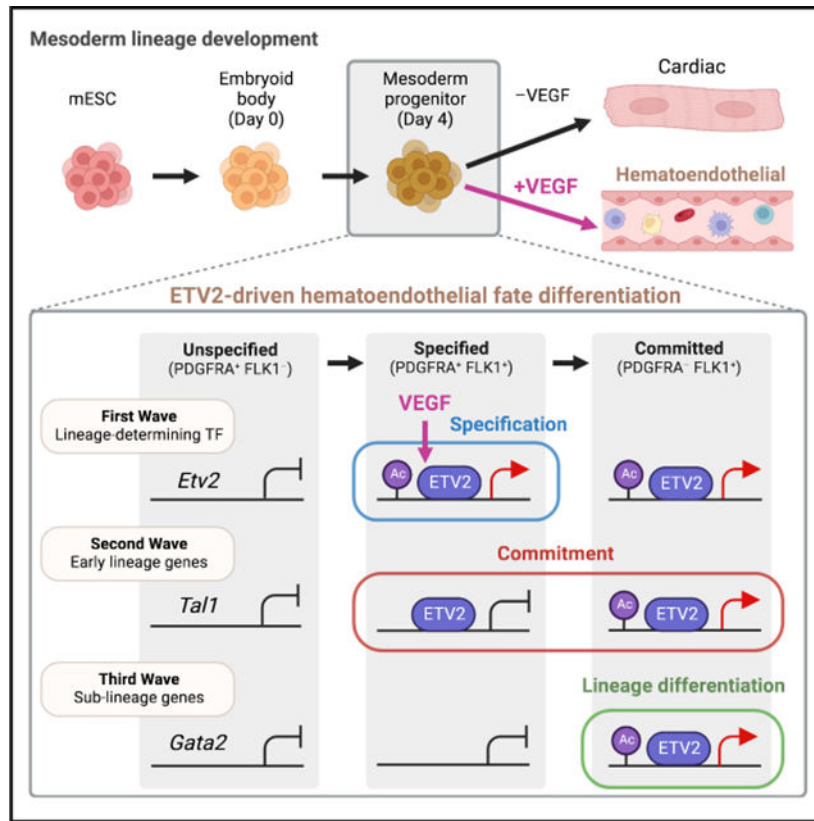 Mesoderm lineage development
mESC
Embryoid
body
(Day 0)
Mesoderm
progenitor
(Day 4)
–VEGF
Cardiac
+VEGF
Hematoendothelial
ETV2-driven hematoendothelial fate differentiation
Unspecified
(PDGFRA⁺ FLK1⁻)
Specified
(PDGFRA⁺ FLK1⁺)
Committed
(PDGFRA⁻ FLK1⁺)
First Wave
Lineage-determining TF
VEGF
Specification
Etv2
Ac
ETV2
Ac
ETV2
Second Wave
Early lineage genes
Commitment
Tal1
ETV2
Ac
ETV2
Third Wave
Sub-lineage genes
Lineage differentiation
Gata2
Ac
ETV2